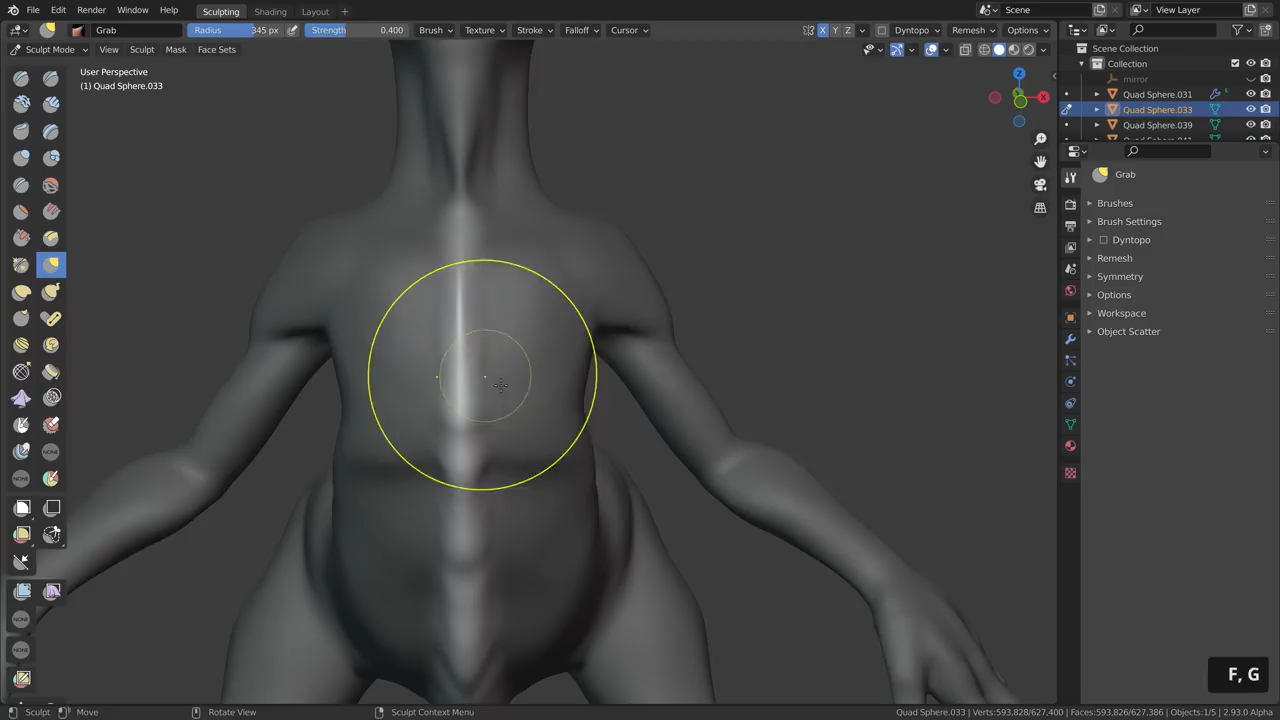 File Edit Render Window Help Sculpting Shading Layout + Scene View Layer
Grab Radius 345 px Strength 0.400 Brush Texture Stroke Falloff Cursor X Y Z Dyntopo Remesh Options
Sculpt Mode View Sculpt Mask Face Sets
Scene Collection
Collection
mirror
Quad Sphere.031
Quad Sphere.033
Quad Sphere.039
User Perspective
(1) Quad Sphere.033
Z
X
Grab
Brushes
Brush Settings
Dyntopo
Remesh
Symmetry
Options
Workspace
Object Scatter
NONE
NONE
NONE
NONE
F, G
Sculpt Move Rotate View Sculpt Context Menu Quad Sphere.033 | Verts:593,828/627,400 | Faces:593,826/627,386 | Objects:1/5 | 2.93.0 Alpha